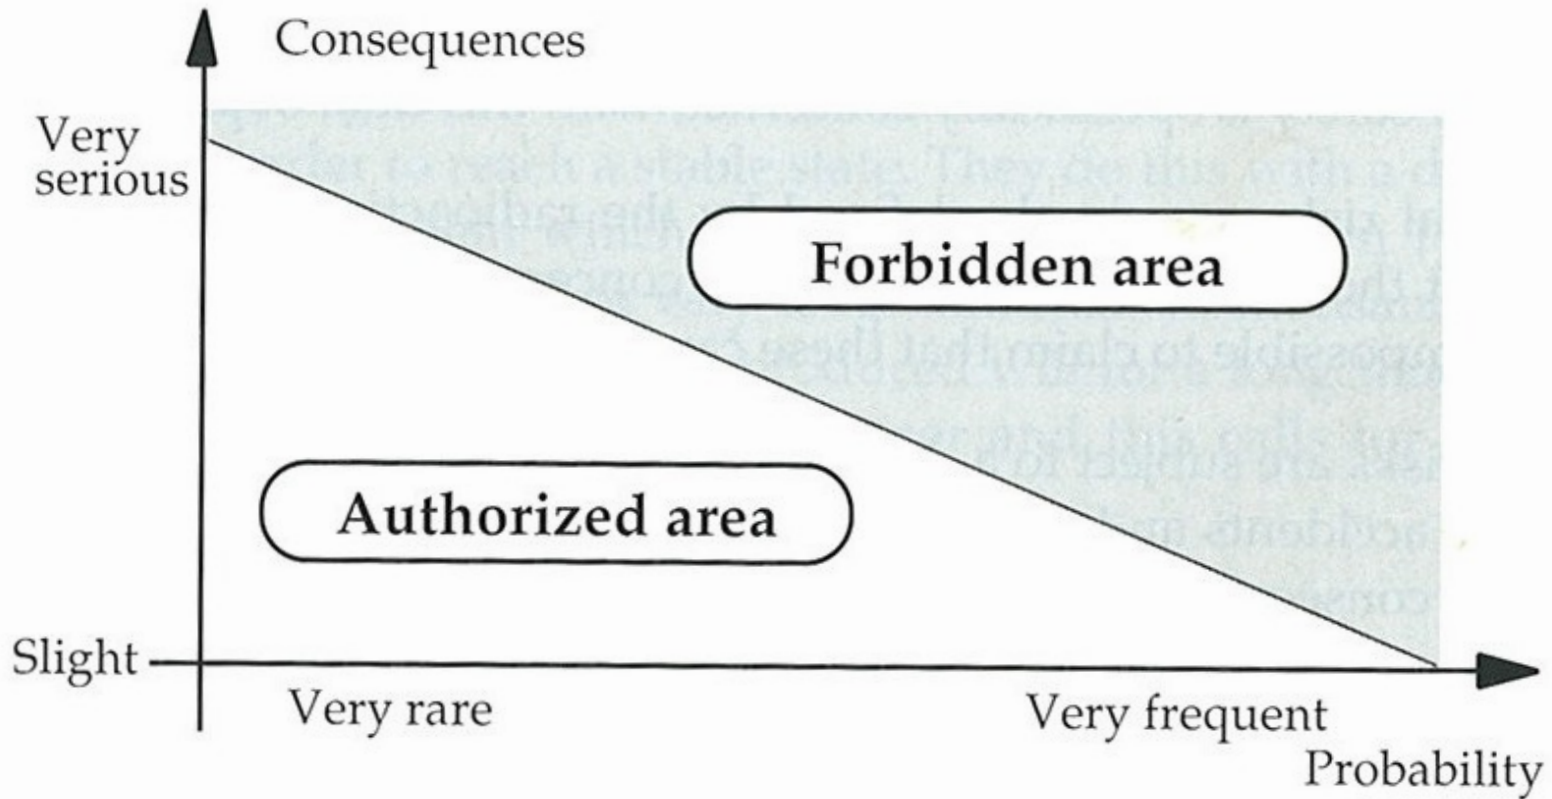 Consequences
Very
serious
Forbidden area
Authorized area
Slight
Very rare
Very frequent
Probability